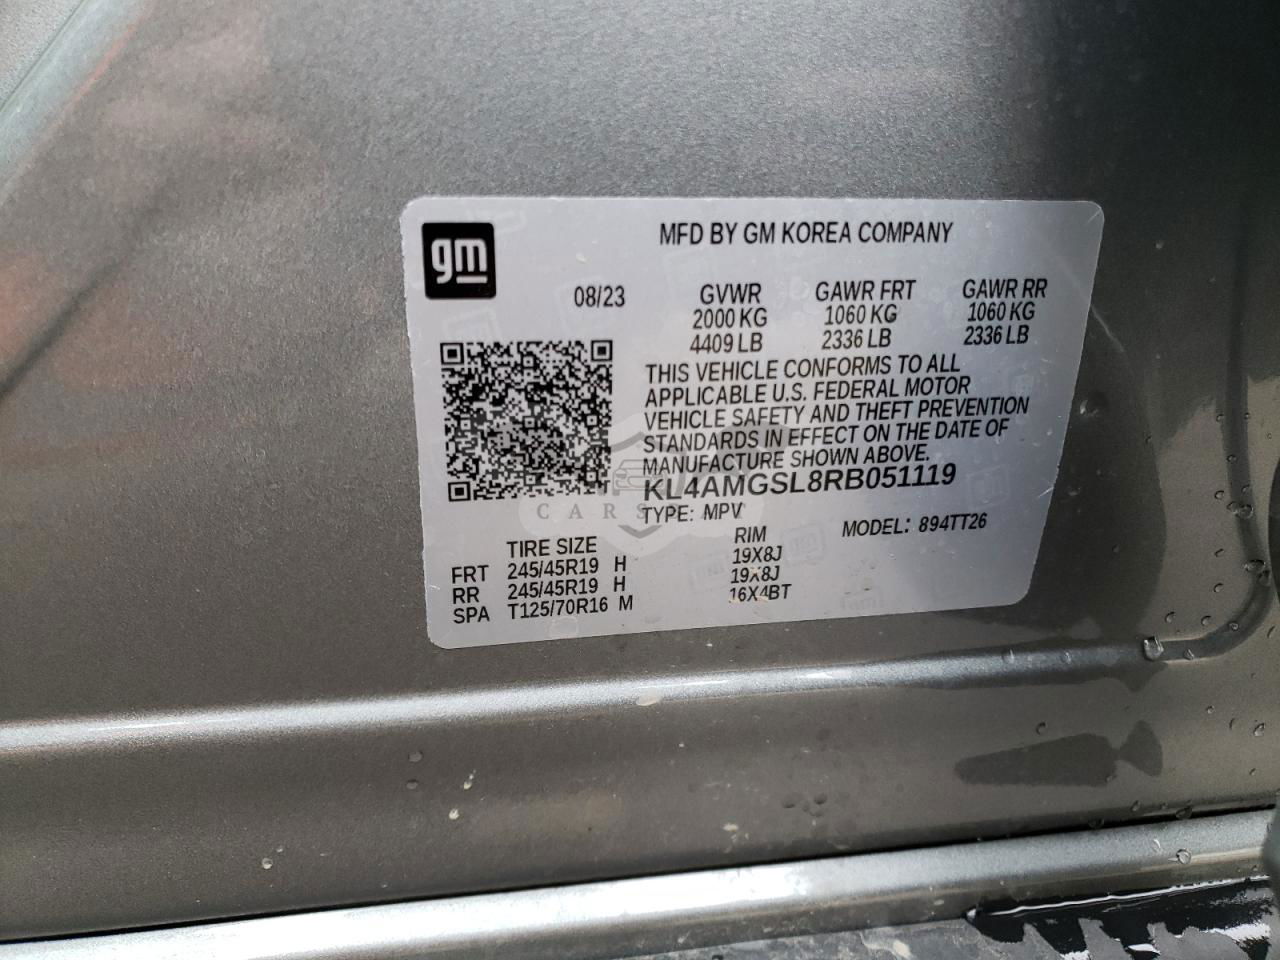 gm
MFD BY GM KOREA COMPANY
08/23
GVWR GAWR FRT GAWR RR
2000 KG 1060 KG 1060 KG
4409 LB 2336 LB 2336 LB
THIS VEHICLE CONFORMS TO ALL
APPLICABLE U.S. FEDERAL MOTOR
VEHICLE SAFETY AND THEFT PREVENTION
STANDARDS IN EFFECT ON THE DATE OF
MANUFACTURE SHOWN ABOVE.
KL4AMGSL8RB051119
TYPE: MPV MODEL: 894TT26
TIRE SIZE RIM
FRT 245/45R19 H 19X8J
RR 245/45R19 H 19X8J
SPA T125/70R16 M 16X4BT